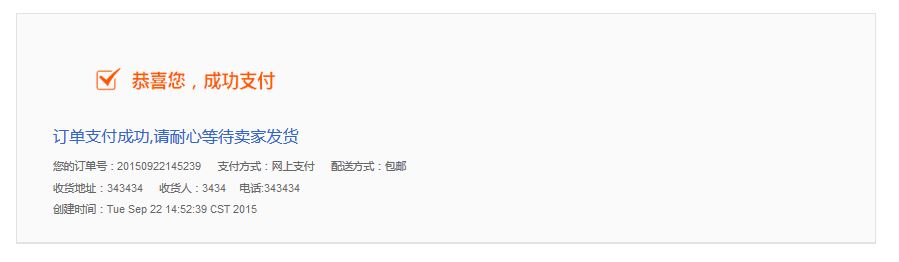 恭喜您，成功支付
订单支付成功,请耐心等待卖家发货
您的订单号：20150922145239 支付方式：网上支付 配送方式：包邮
收货地址：343434 收货人：3434 电话:343434
创建时间：Tue Sep 22 14:52:39 CST 2015